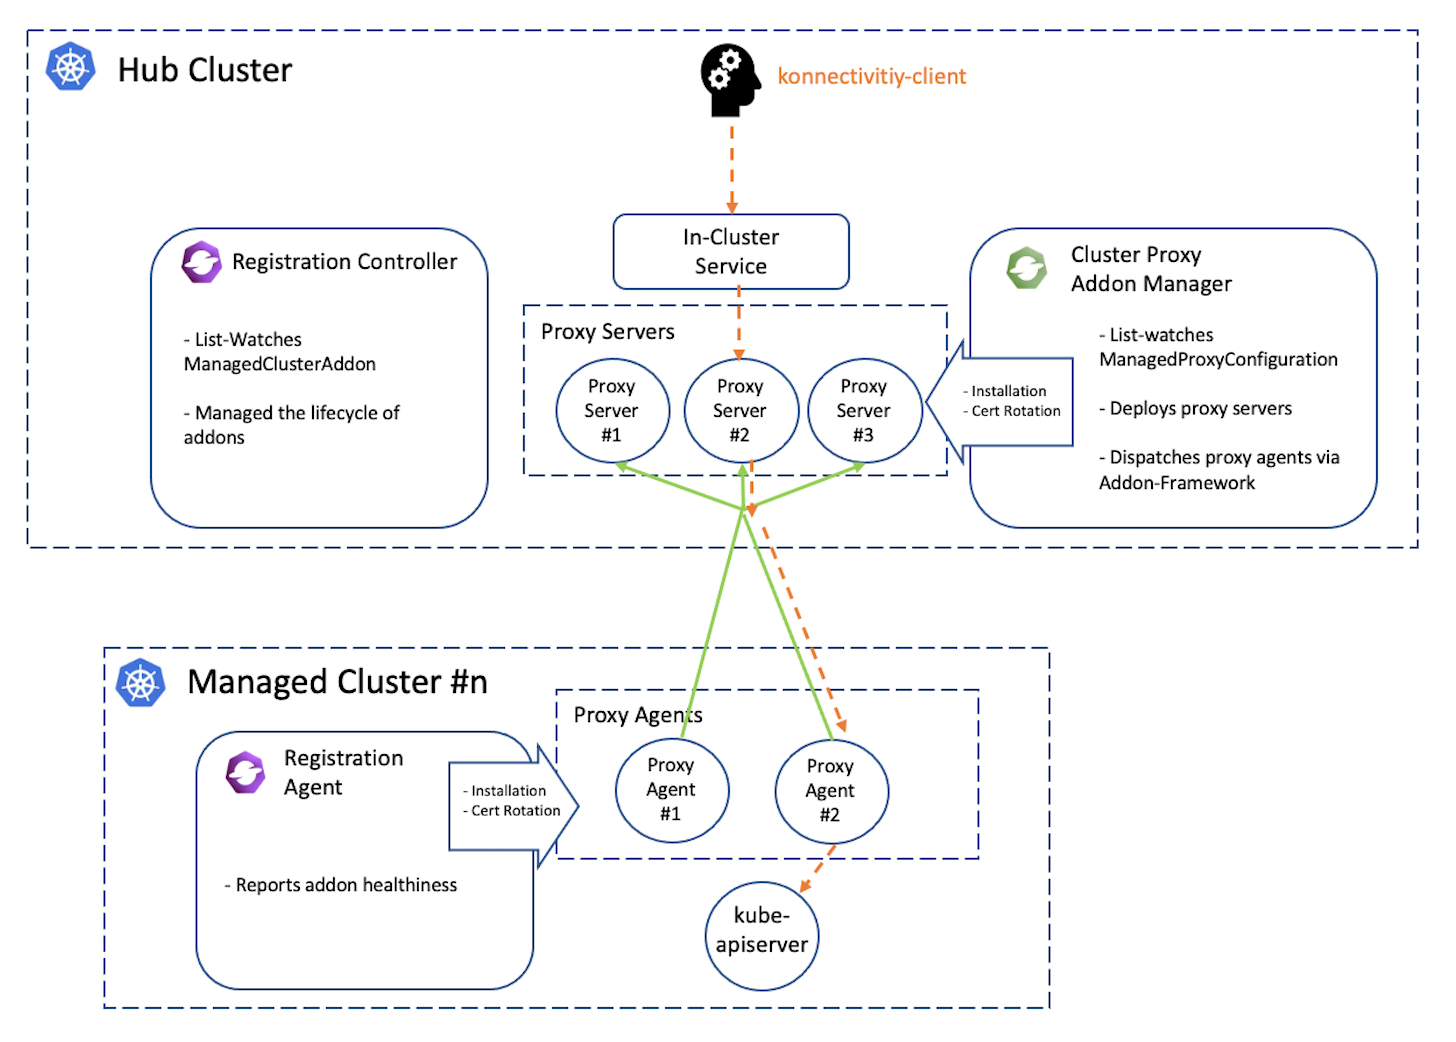 Hub Cluster
konnectivitiy-client
In-Cluster
Service
Registration Controller
- List-Watches
ManagedClusterAddon
- Managed the lifecycle of
addons
Proxy Servers
Proxy
Server
#1
Proxy
Server
#2
Proxy
Server
#3
- Installation
- Cert Rotation
Cluster Proxy
Addon Manager
- List-watches
ManagedProxyConfiguration
- Deploys proxy servers
- Dispatches proxy agents via
Addon-Framework
Managed Cluster #n
Registration
Agent
- Reports addon healthiness
- Installation
- Cert Rotation
Proxy Agents
Proxy
Agent
#1
Proxy
Agent
#2
kube-
apiserver